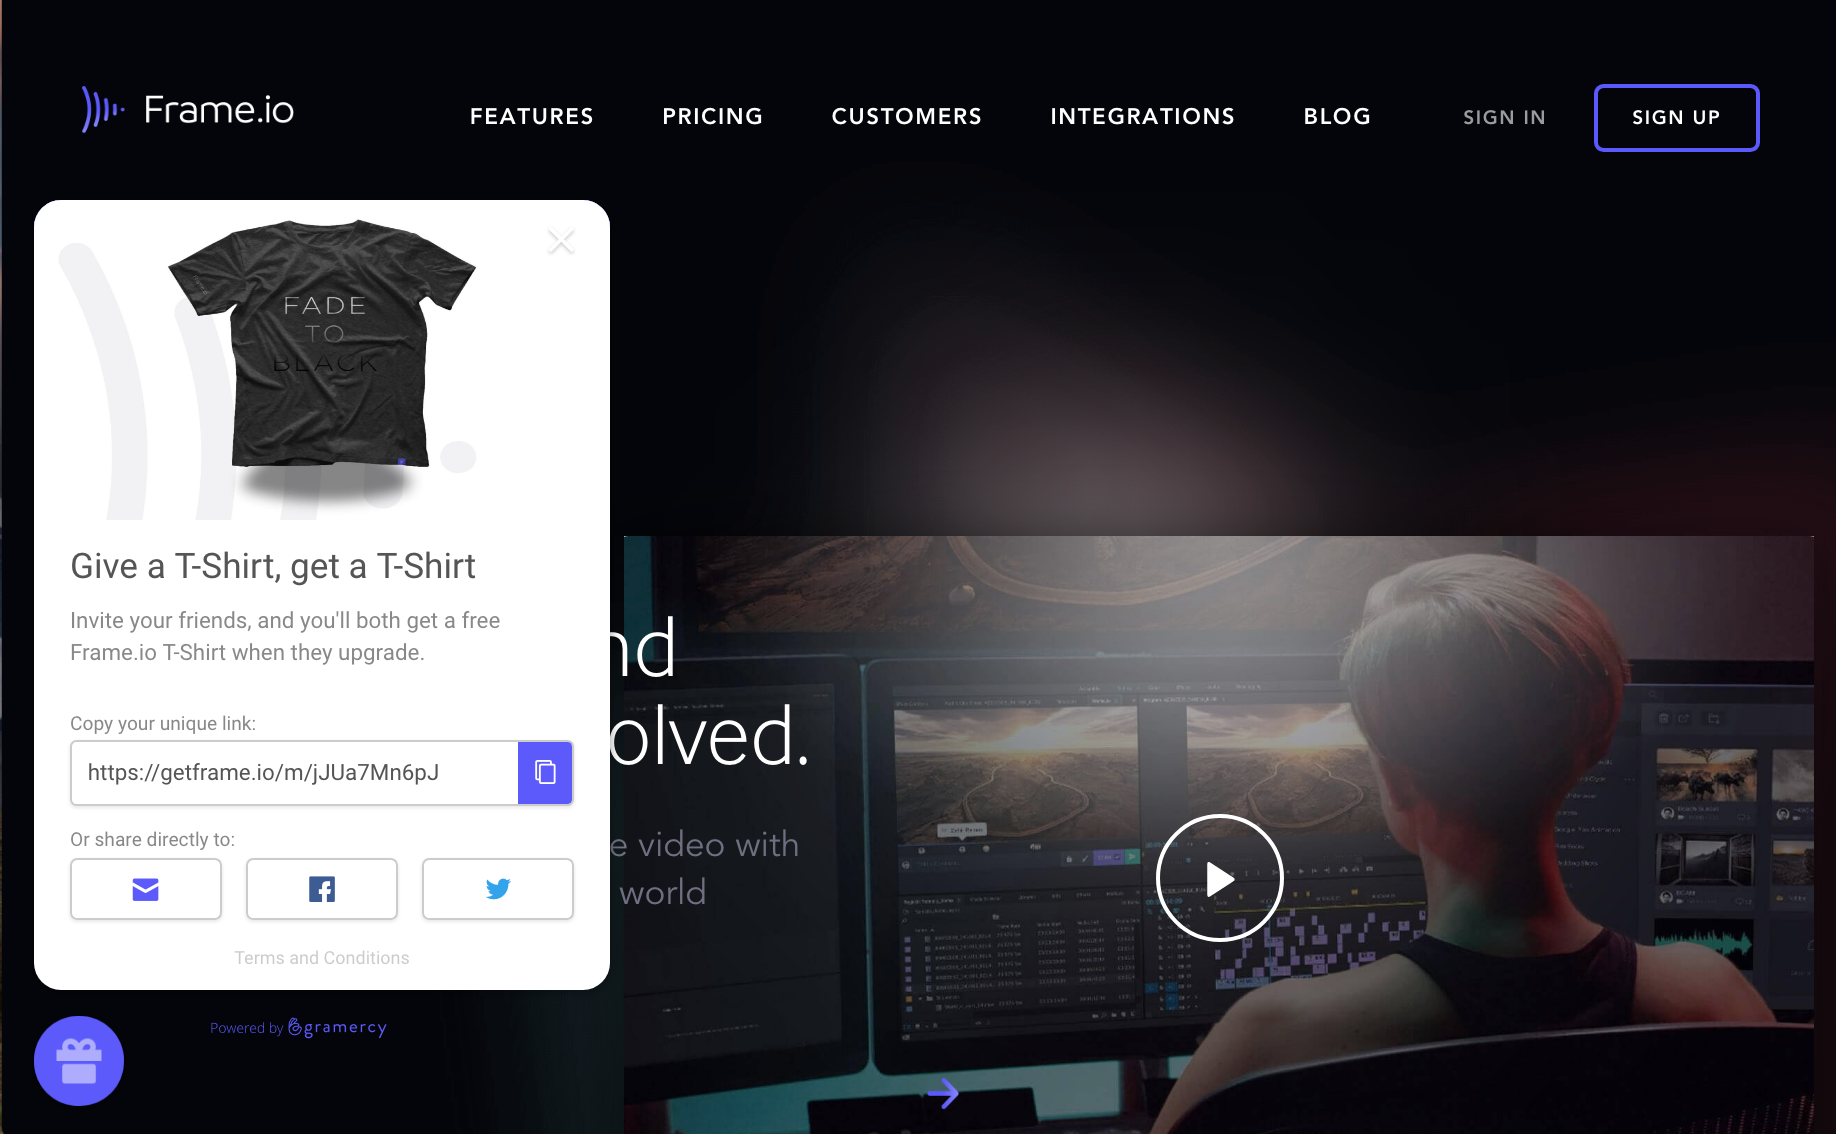 Frame.io
FEATURES
PRICING
CUSTOMERS
INTEGRATIONS
BLOG
SIGN IN
SIGN UP
FADE
TO
BLACK
Give a T-Shirt, get a T-Shirt
Invite your friends, and you'll both get a free
Frame.io T-Shirt when they upgrade.
Copy your unique link:
https://getframe.io/m/jJUa7Mn6pJ
Or share directly to:
Terms and Conditions
Powered by gramercy
nd
olved.
e video with
world